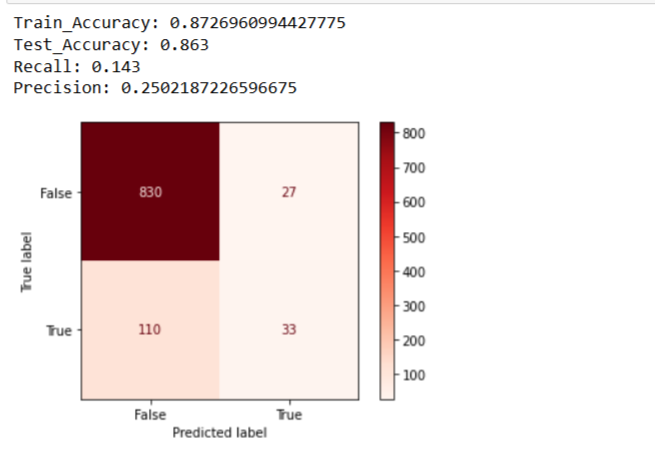 Train_Accuracy: 0.8726960994427775
Test_Accuracy: 0.863
Recall: 0.143
Precision: 0.2502187226596675
800
700
False
830
27
600
500
True label
400
300
True
110
33
200
100
False
True
Predicted label